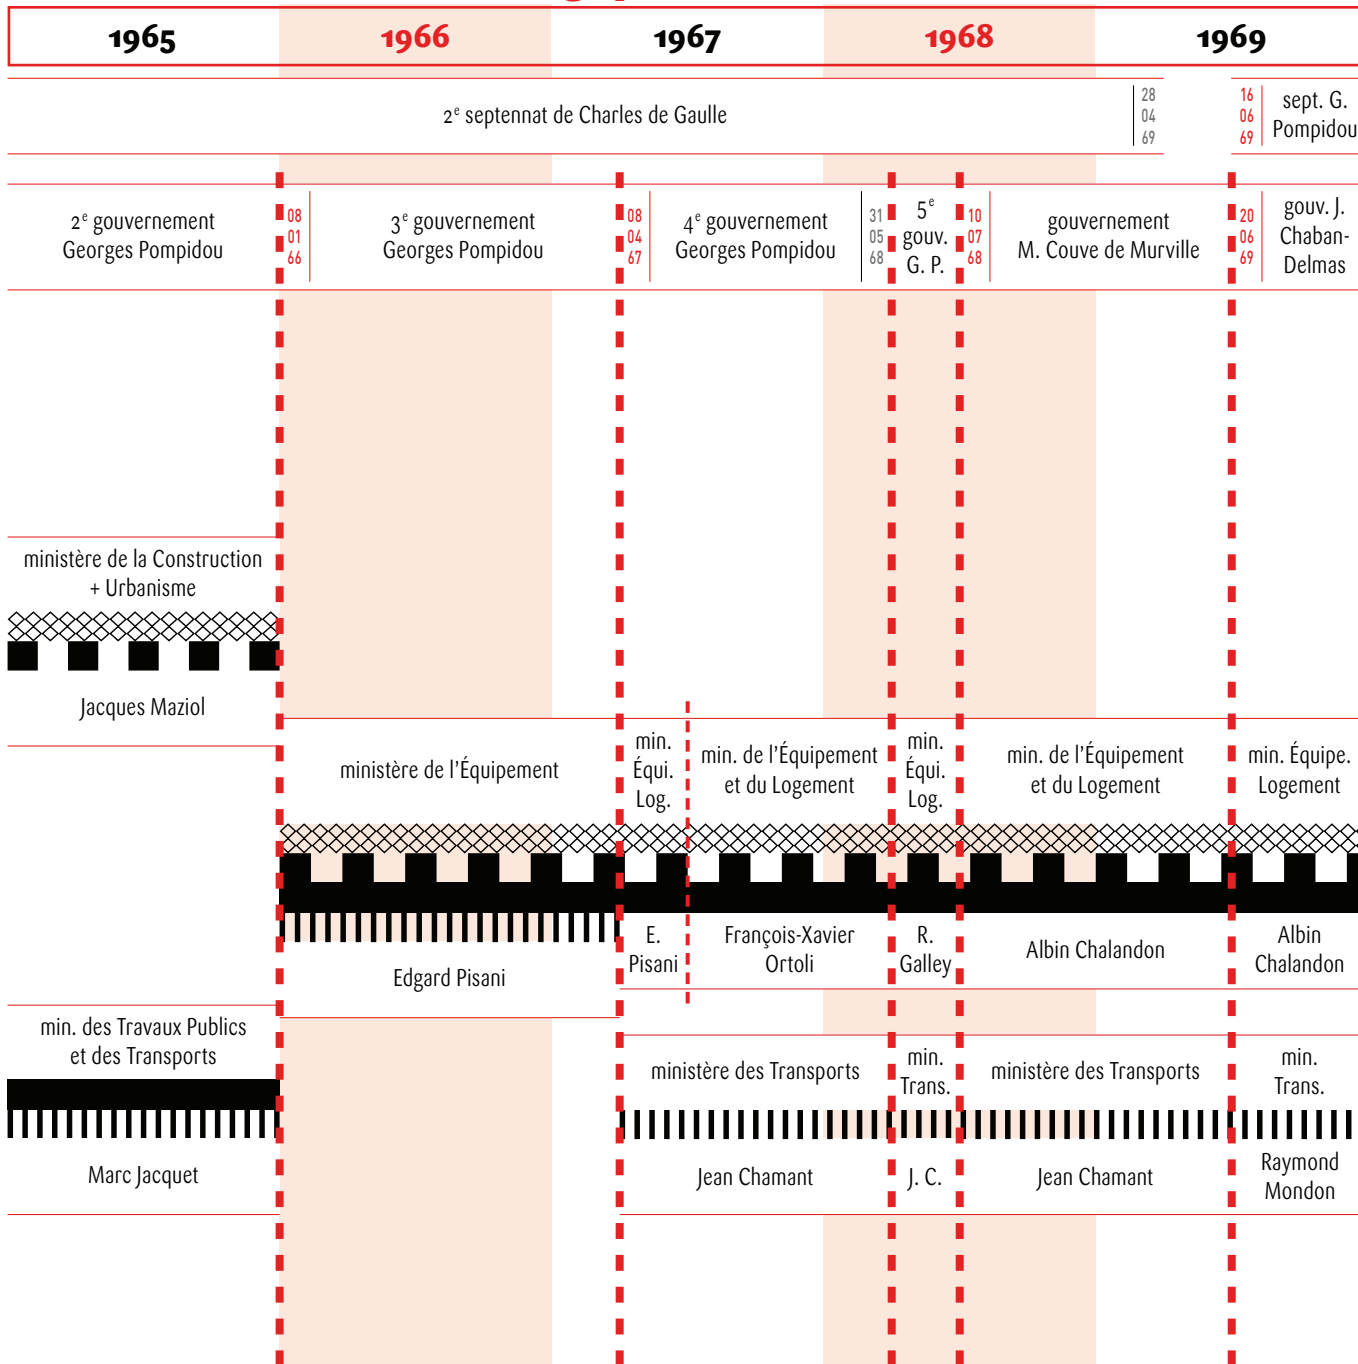 1965 1966 1967 1968 1969
2e septennat de Charles de Gaulle
28
04
69
16
06
69
sept. G.
Pompidou
2e gouvernement
Georges Pompidou
08
01
66
3e gouvernement
Georges Pompidou
08
04
67
4e gouvernement
Georges Pompidou
31
05
68
5e
gouv.
G. P.
10
07
68
gouvernement
M. Couve de Murville
20
06
69
gouv. J.
Chaban-
Delmas
ministère de la Construction
+ Urbanisme
Jacques Maziol
ministère de l'Équipement
Edgard Pisani
min.
Équi.
Log.
E.
Pisani
min. de l'Équipement
et du Logement
François-Xavier
Ortoli
min.
Équi.
Log.
R.
Galley
min. de l'Équipement
et du Logement
Albin Chalandon
min. Équipe.
Logement
Albin
Chalandon
min. des Travaux Publics
et des Transports
Marc Jacquet
ministère des Transports
Jean Chamant
min.
Trans.
J. C.
ministère des Transports
Jean Chamant
min.
Trans.
Raymond
Mondon